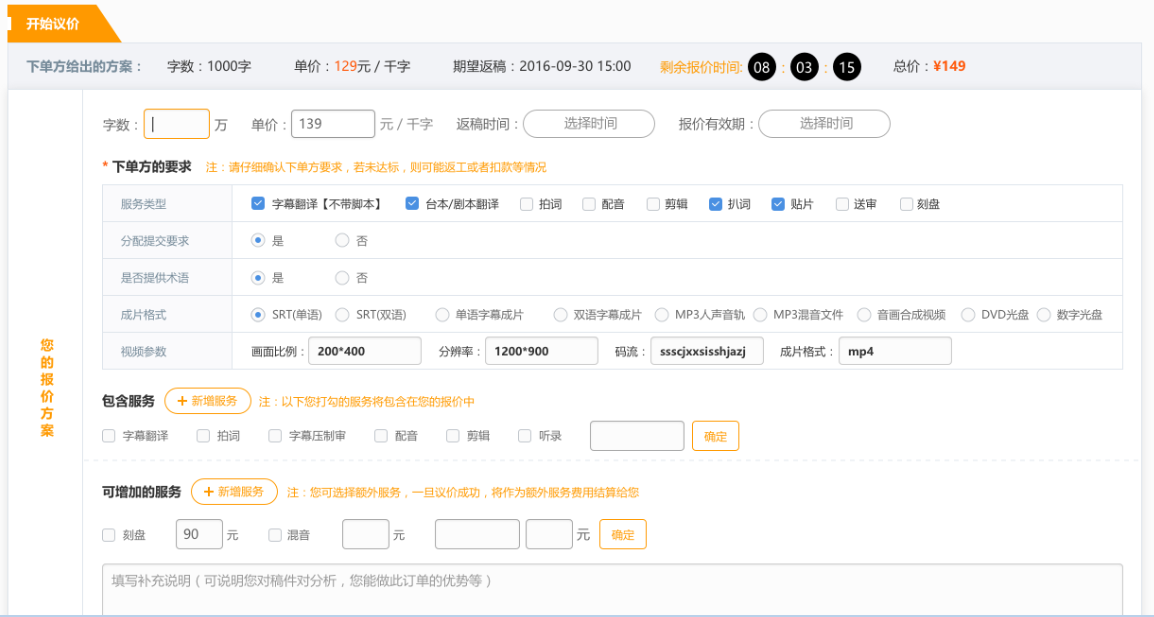 开始议价
下单方给出的方案： 字数：1000字 单价：129元 / 千字 期望返稿：2016-09-30 15:00 剩余报价时间: 08 : 03 : 15 总价：¥149
字数： 万 单价： 139 元 / 千字 返稿时间： 选择时间 报价有效期： 选择时间
* 下单方的要求 注：请仔细确认下单方要求，若未达标，则可能返工或者扣款等情况
服务类型 字幕翻译【不带脚本】 台本/剧本翻译 拍词 配音 剪辑 扒词 贴片 送审 刻盘
分配提交要求 是 否
是否提供术语 是 否
成片格式 SRT(单语) SRT(双语) 单语字幕成片 双语字幕成片 MP3人声音轨 MP3混音文件 音画合成视频 DVD光盘 数字光盘
视频参数 画面比例： 200*400 分辨率： 1200*900 码流： ssscjxxsisshjazj 成片格式： mp4
您的报价方案
包含服务 + 新增服务 注：以下您打勾的服务将包含在您的报价中
字幕翻译 拍词 字幕压制审 配音 剪辑 听录 确定
可增加的服务 + 新增服务 注：您可选择额外服务，一旦议价成功，将作为额外服务费用结算给您
刻盘 90 元 混音 元 元 确定
填写补充说明（可说明您对稿件对分析，您能做此订单的优势等）